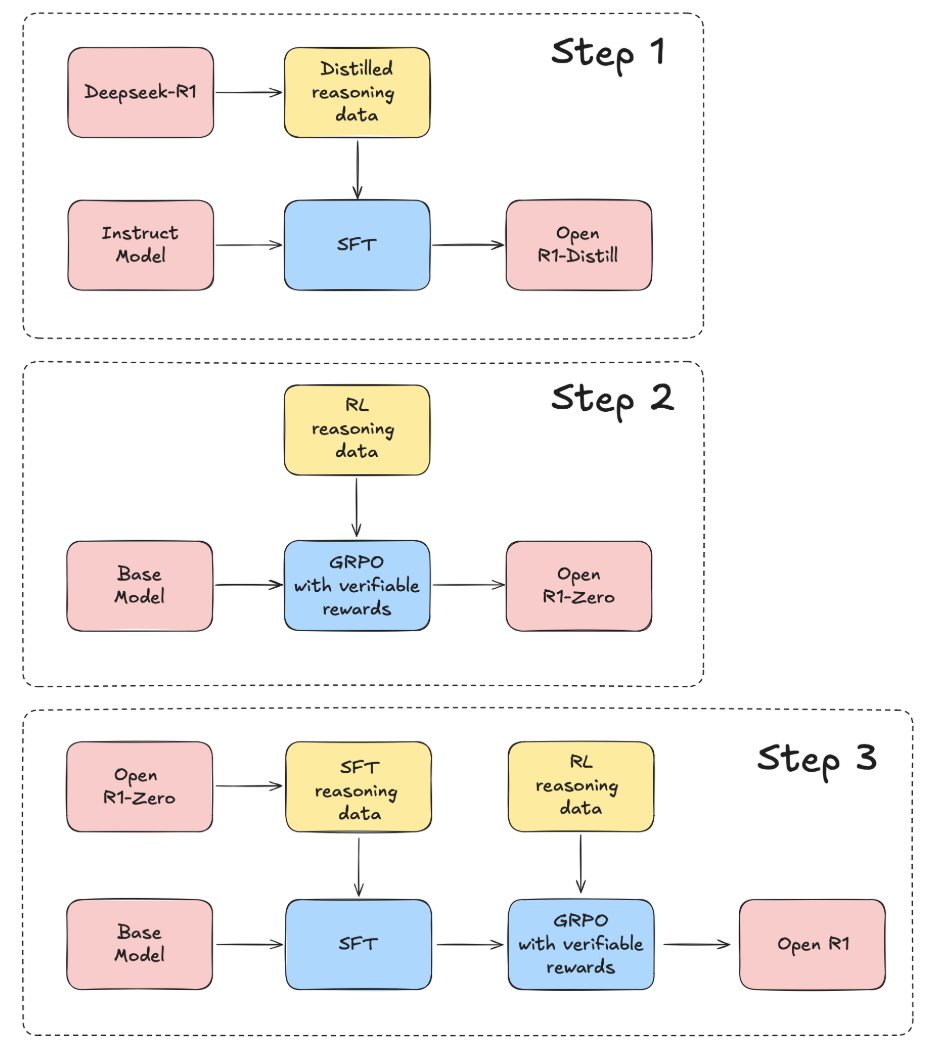 Step 1
Deepseek-R1
Distilled
reasoning
data
Instruct
Model
SFT
Open
R1-Distill
Step 2
RL
reasoning
data
Base
Model
GRPO
with verifiable
rewards
Open
R1-Zero
Step 3
Open
R1-Zero
SFT
reasoning
data
RL
reasoning
data
Base
Model
SFT
GRPO
with verifiable
rewards
Open R1